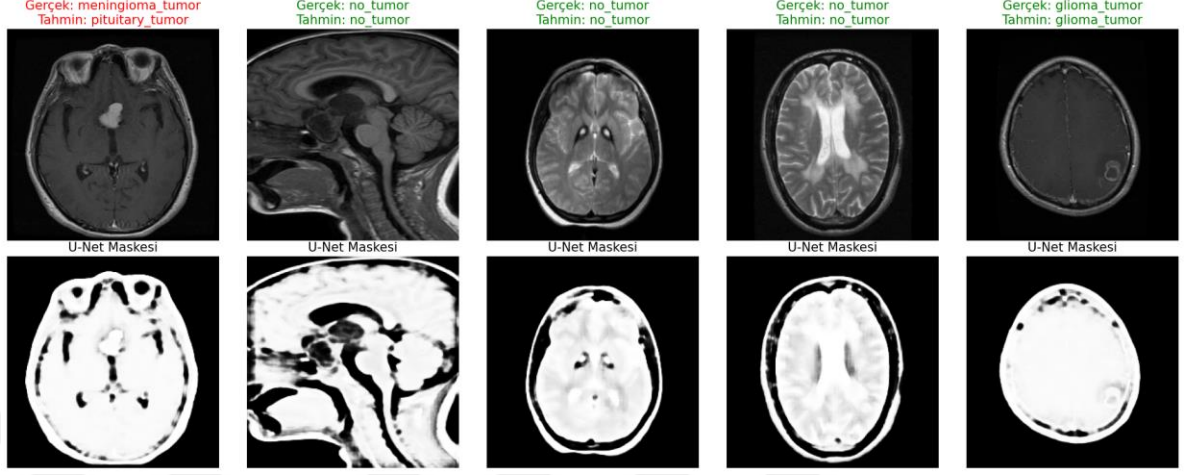 Gerçek: meningioma_tumor
Tahmin: pituitary_tumor
Gerçek: no_tumor
Tahmin: no_tumor
Gerçek: no_tumor
Tahmin: no_tumor
Gerçek: no_tumor
Tahmin: no_tumor
Gerçek: glioma_tumor
Tahmin: glioma_tumor
U-Net Maskesi
U-Net Maskesi
U-Net Maskesi
U-Net Maskesi
U-Net Maskesi